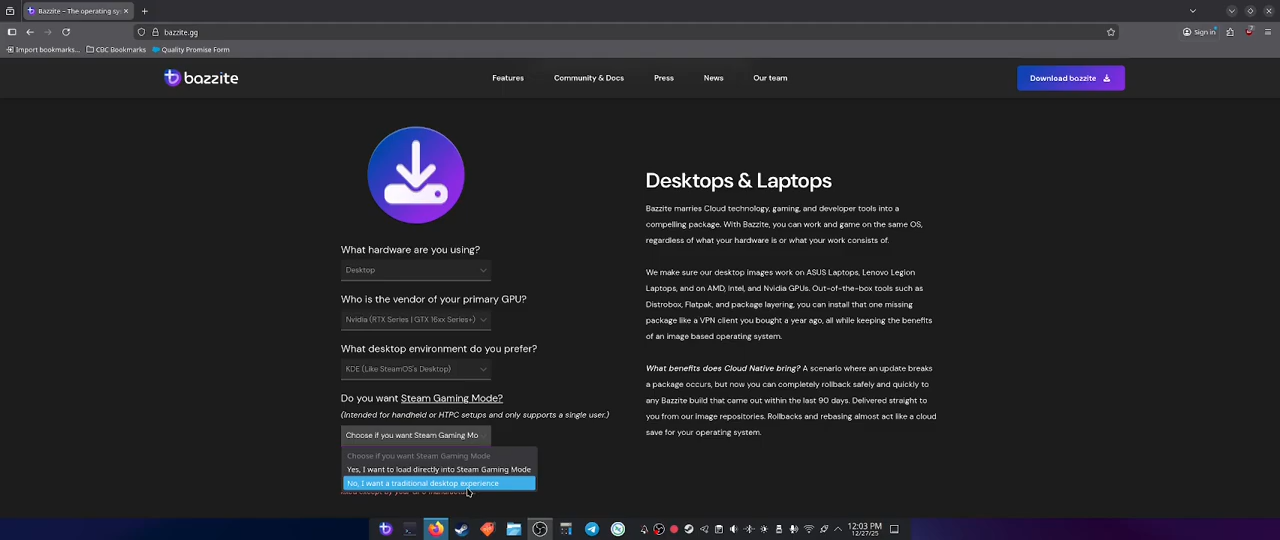 Bazzite – The operating sy
Sign in
bazzite.gg
Import bookmarks...
CBC Bookmarks
Quality Promise Form
bazzite
Features
Community & Docs
Press
News
Our team
Download bazzite
What hardware are you using?
Desktop
Who is the vendor of your primary GPU?
Nvidia (RTX Series | GTX 16xx Series+)
What desktop environment do you prefer?
KDE (Like SteamOS's Desktop)
Do you want Steam Gaming Mode?
(Intended for handheld or HTPC setups and only supports a single user.)
Choose if you want Steam Gaming Mo
Choose if you want Steam Gaming Mode
Yes, I want to load directly into Steam Gaming Mode
No, I want a traditional desktop experience
Desktops & Laptops
Bazzite marries Cloud technology, gaming, and developer tools into a
compelling package. With Bazzite, you can work and game on the same OS,
regardless of what your hardware is or what your work consists of.
We make sure our desktop images work on ASUS Laptops, Lenovo Legion
Laptops, and on AMD, Intel, and Nvidia GPUs. Out-of-the-box tools such as
Distrobox, Flatpak, and package layering, you can install that one missing
package like a VPN client you bought a year ago, all while keeping the benefits
of an image based operating system.
What benefits does Cloud Native bring? A scenario where an update breaks
a package occurs, but now you can completely rollback safely and quickly to
any Bazzite build that came out within the last 90 days. Delivered straight to
you from our image repositories. Rollbacks and rebasing almost act like a cloud
save for your operating system.
12:03 PM
12/27/25